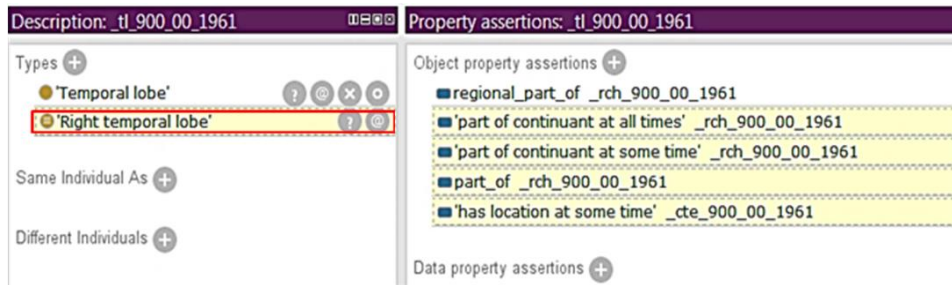 Description: _tl_900_00_1961
Types
'Temporal lobe'
'Right temporal lobe'
Same Individual As
Different Individuals
Property assertions: _tl_900_00_1961
Object property assertions
regional_part_of _rch_900_00_1961
'part of continuant at all times' _rch_900_00_1961
'part of continuant at some time' _rch_900_00_1961
part_of _rch_900_00_1961
'has location at some time' _cte_900_00_1961
Data property assertions